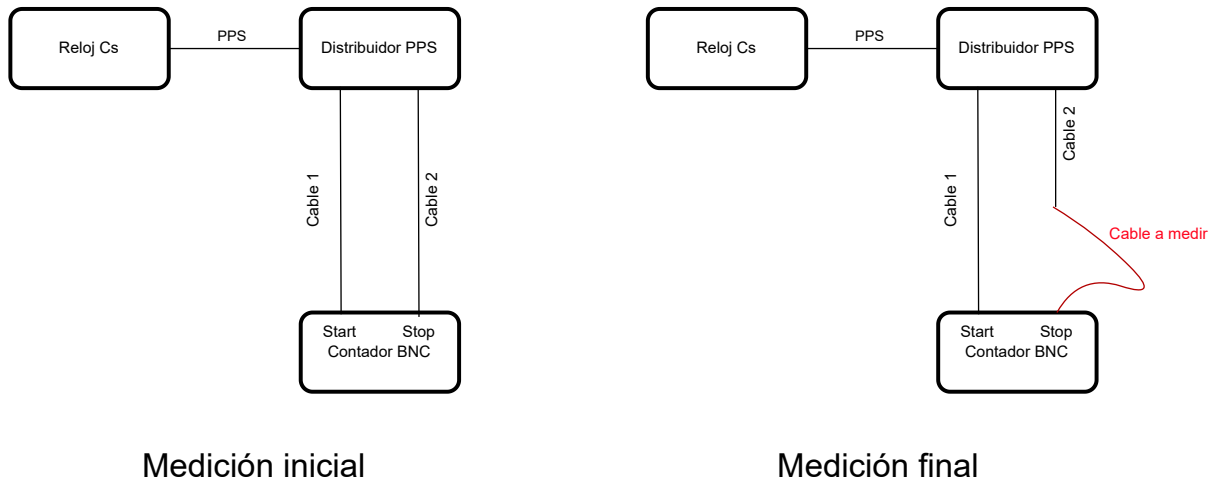 Reloj Cs
PPS
Distribuidor PPS
Cable 1
Cable 2
Start
Stop
Contador BNC
Medición inicial
Reloj Cs
PPS
Distribuidor PPS
Cable 1
Cable 2
Cable a medir
Start
Stop
Contador BNC
Medición final